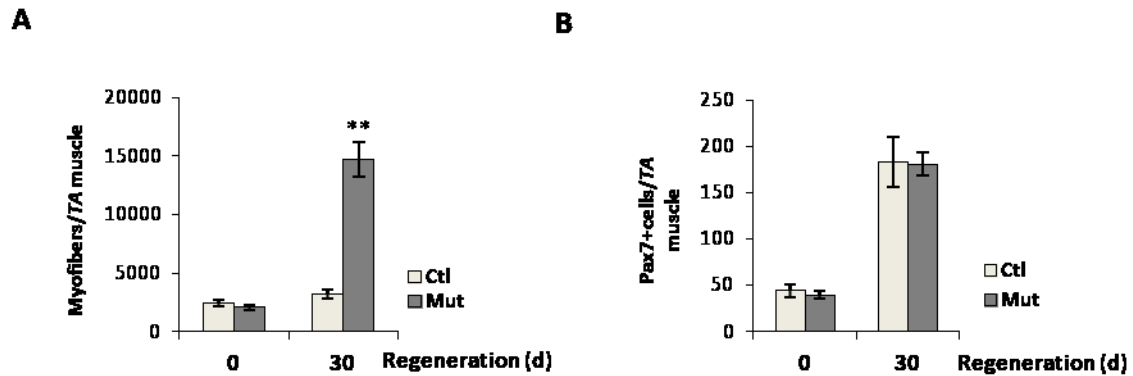 A
Myofibers/TA muscle
20000
15000
10000
5000
0
**
0
30
Regeneration (d)
Ctl
Mut
B
Pax7+cells/TA
muscle
250
200
150
100
50
0
0
30
Regeneration (d)
Ctl
Mut